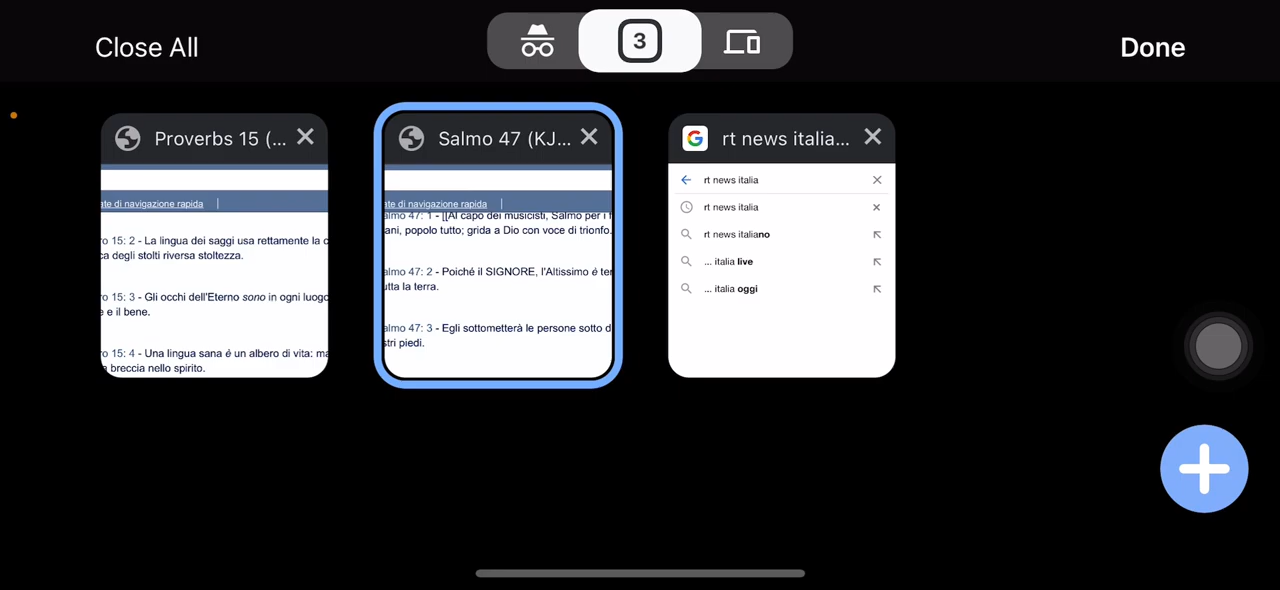 Close All
3
Done
Proverbs 15 (...
ate di navigazione rapida
ro 15: 2 - La lingua dei saggi usa rettamente la c
ca degli stolti riversa stoltezza.
ro 15: 3 - Gli occhi dell'Eterno sono in ogni luogo
e e il bene.
ro 15: 4 - Una lingua sana é un albero di vita: ma
breccia nello spirito.
Salmo 47 (KJ...
ate di navigazione rapida
almo 47: 1 - [[Al capo dei musicisti, Salmo per i f
ani, popolo tutto; grida a Dio con voce di trionfo.
almo 47: 2 - Poiché il SIGNORE, l'Altissimo é ter
utta la terra.
almo 47: 3 - Egli sottometterà le persone sotto d
stri piedi.
rt news italia...
rt news italia
rt news italia
rt news italiano
... italia live
... italia oggi